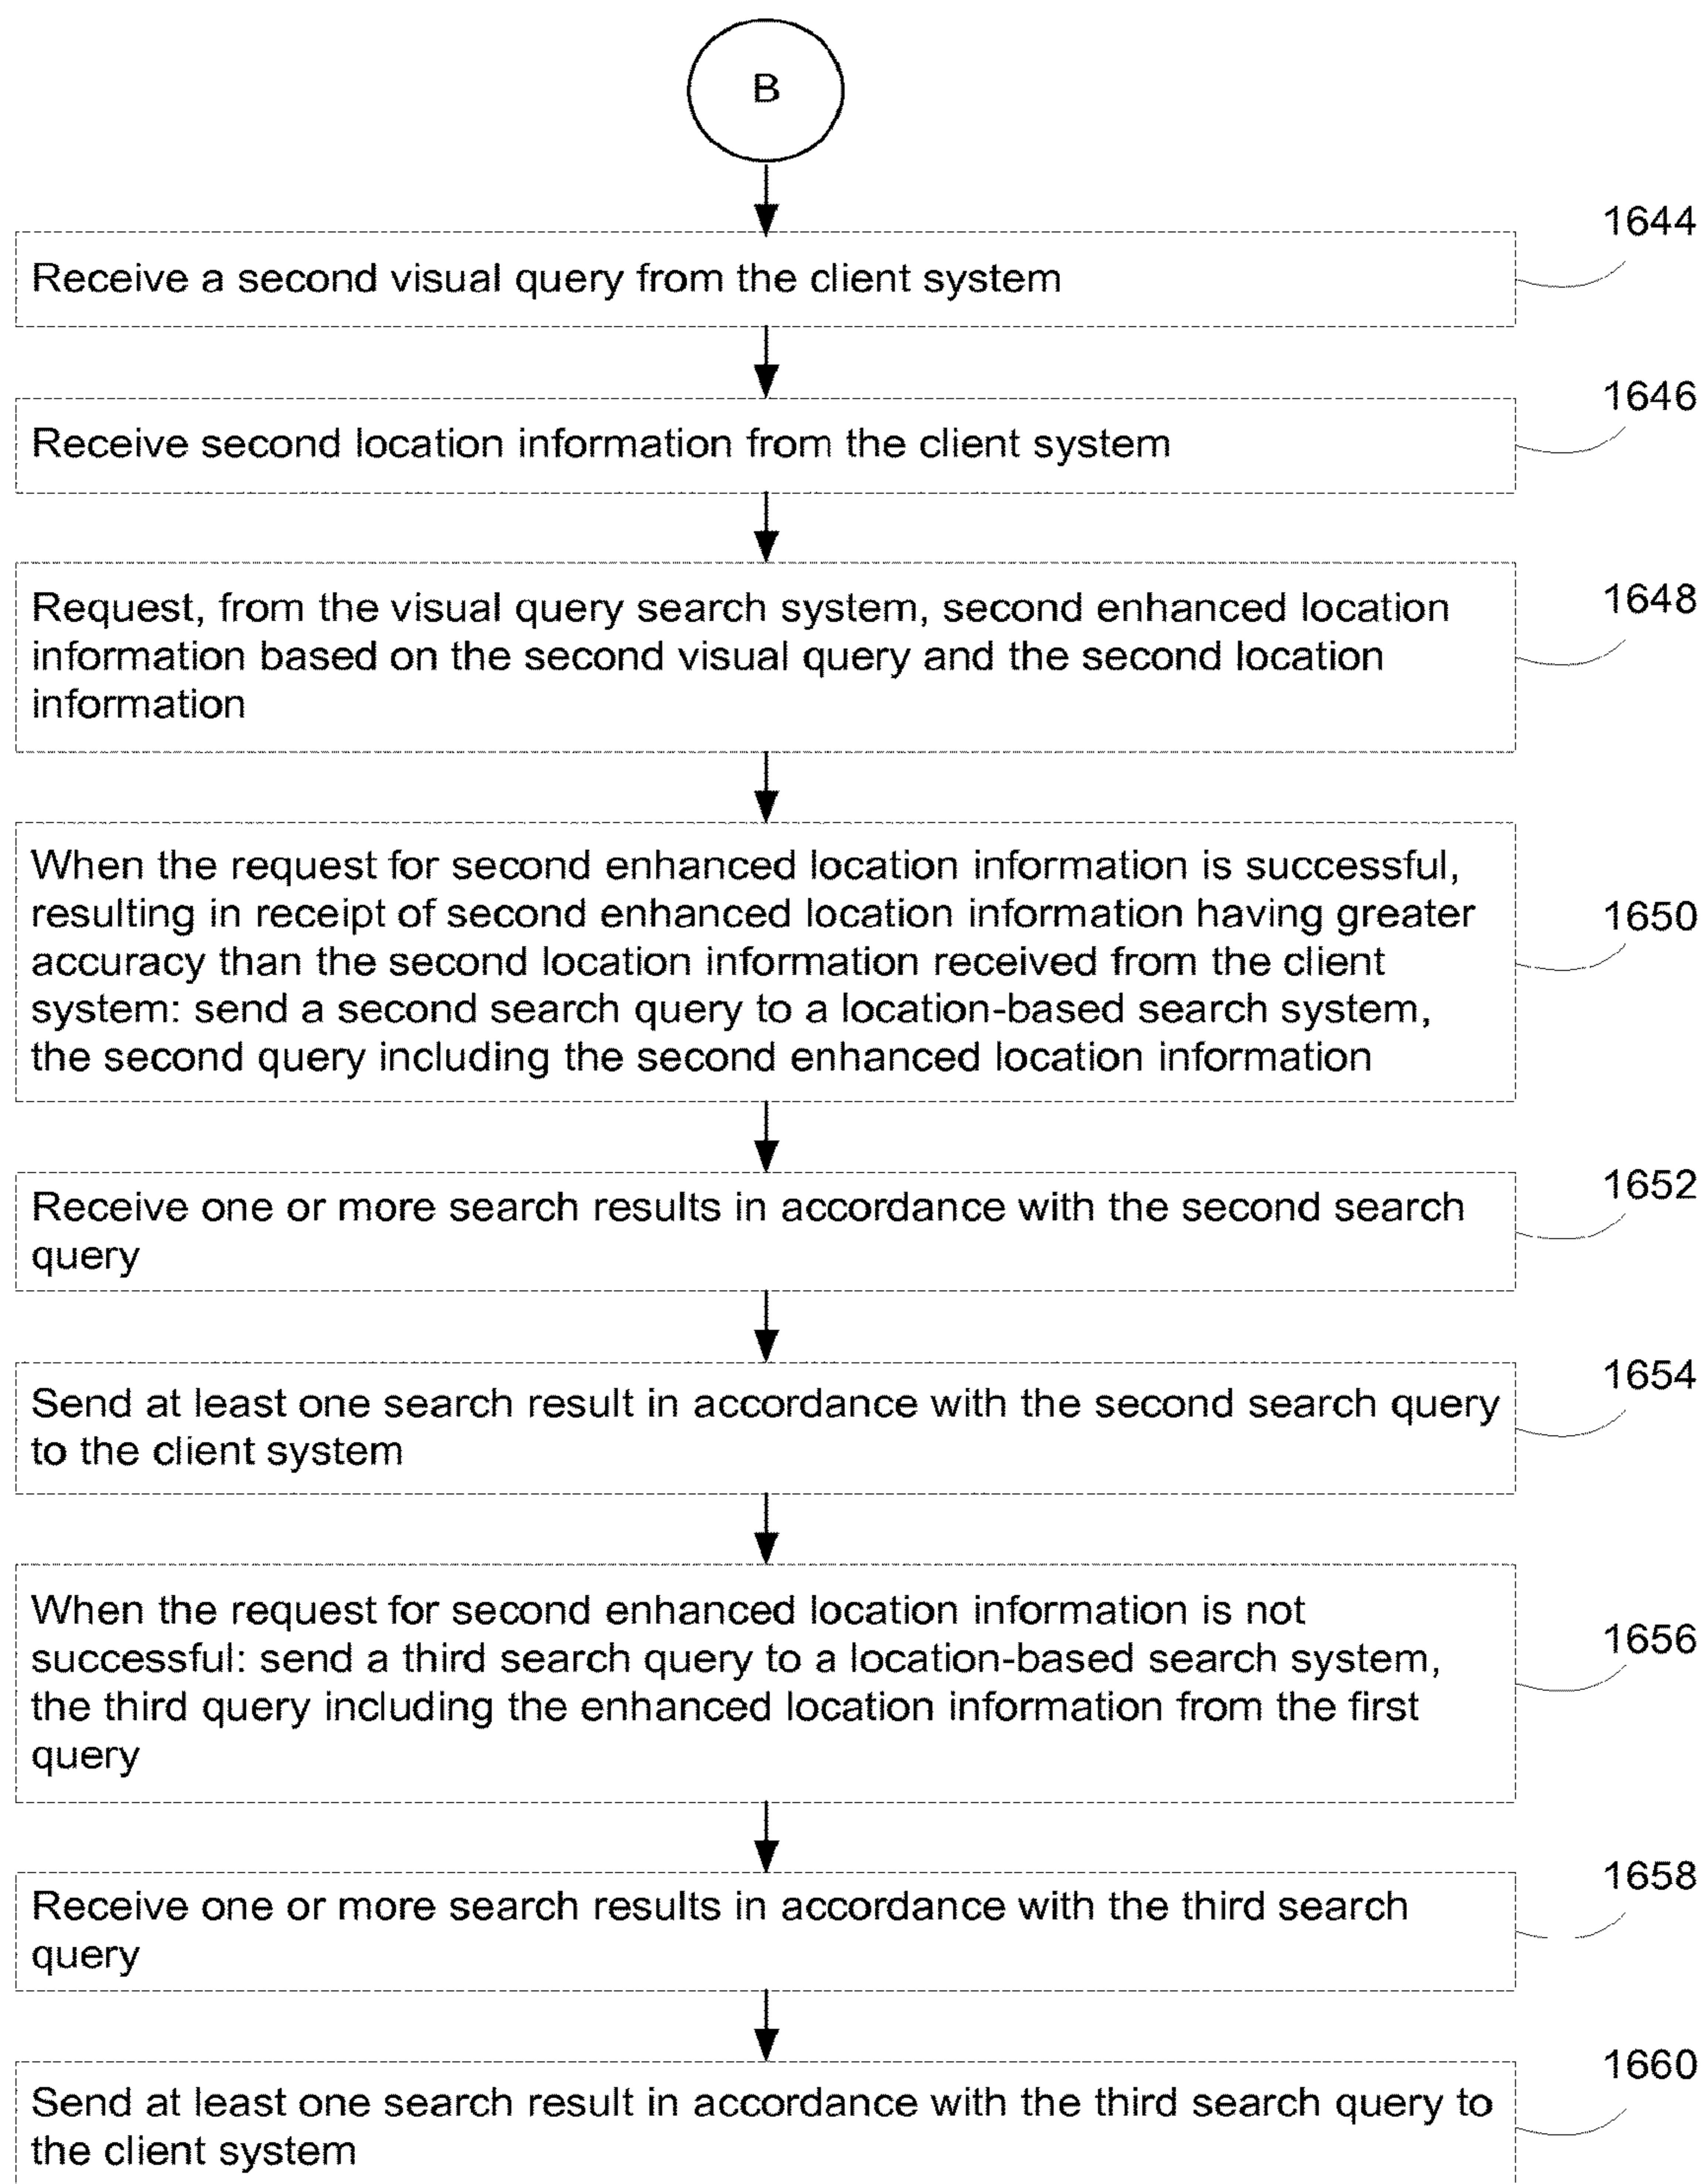 B
1644
Receive a second visual query from the client system
1646
Receive second location information from the client system
1648
Request, from the visual query search system, second enhanced location
information based on the second visual query and the second location
information
When the request for second enhanced location information is successful,
resulting in receipt of second enhanced location information having greater
1650
accuracy than the second location information received from the client
system: send a second search query to a location-based search system,
the second query including the second enhanced location information
1652
Receive one or more search results in accordance with the second search
query
1654
Send at least one search result in accordance with the second search query
to the client system
When the request for second enhanced location information is not
1656
successful: send a third search query to a location-based search system,
the third query including the enhanced location information from the first
query
1658
Receive one or more search results in accordance with the third search
query
1660
Send at least one search result in accordance with the third search query to
the client system